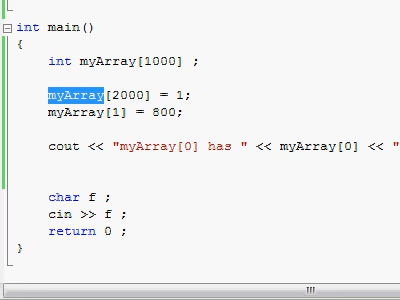 int main()
{
int myArray[1000] ;
myArray[2000] = 1;
myArray[1] = 800;
cout << "myArray[0] has " << myArray[0] << "
char f ;
cin >> f ;
return 0 ;
}